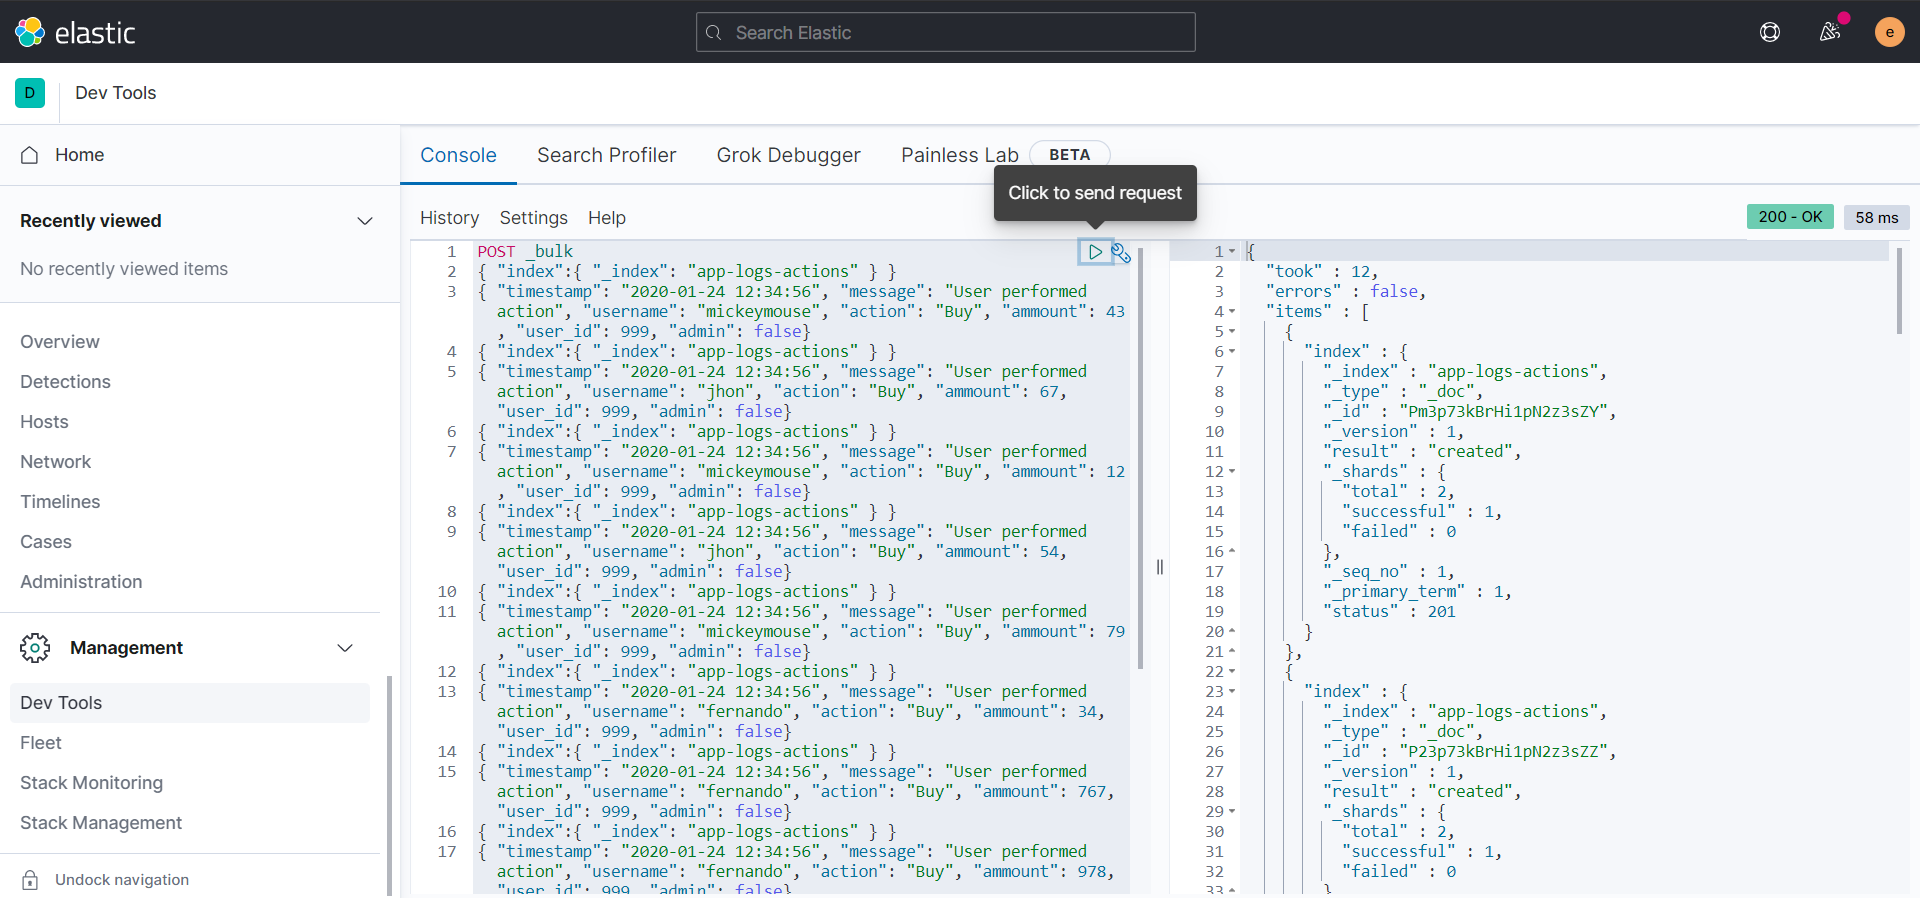 elastic
Search Elastic
e
D
Dev Tools
Home
Recently viewed
No recently viewed items
Overview
Detections
Hosts
Network
Timelines
Cases
Administration
Management
Dev Tools
Fleet
Stack Monitoring
Stack Management
Undock navigation
Console
Search Profiler
Grok Debugger
Painless Lab
BETA
Click to send request
History
Settings
Help
200 - OK
58 ms
1 POST _bulk
2 { "index":{ "_index": "app-logs-actions" } }
3 { "timestamp": "2020-01-24 12:34:56", "message": "User performed
action", "username": "mickeymouse", "action": "Buy", "ammount": 43
, "user_id": 999, "admin": false}
4 { "index":{ "_index": "app-logs-actions" } }
5 { "timestamp": "2020-01-24 12:34:56", "message": "User performed
action", "username": "jhon", "action": "Buy", "ammount": 67,
"user_id": 999, "admin": false}
6 { "index":{ "_index": "app-logs-actions" } }
7 { "timestamp": "2020-01-24 12:34:56", "message": "User performed
action", "username": "mickeymouse", "action": "Buy", "ammount": 12
, "user_id": 999, "admin": false}
8 { "index":{ "_index": "app-logs-actions" } }
9 { "timestamp": "2020-01-24 12:34:56", "message": "User performed
action", "username": "jhon", "action": "Buy", "ammount": 54,
"user_id": 999, "admin": false}
10 { "index":{ "_index": "app-logs-actions" } }
11 { "timestamp": "2020-01-24 12:34:56", "message": "User performed
action", "username": "mickeymouse", "action": "Buy", "ammount": 79
, "user_id": 999, "admin": false}
12 { "index":{ "_index": "app-logs-actions" } }
13 { "timestamp": "2020-01-24 12:34:56", "message": "User performed
action", "username": "fernando", "action": "Buy", "ammount": 34,
"user_id": 999, "admin": false}
14 { "index":{ "_index": "app-logs-actions" } }
15 { "timestamp": "2020-01-24 12:34:56", "message": "User performed
action", "username": "fernando", "action": "Buy", "ammount": 767,
"user_id": 999, "admin": false}
16 { "index":{ "_index": "app-logs-actions" } }
17 { "timestamp": "2020-01-24 12:34:56", "message": "User performed
action", "username": "fernando", "action": "Buy", "ammount": 978,
"user_id": 999, "admin": false}
1 {
2 "took" : 12,
3 "errors" : false,
4 "items" : [
5 {
6 "index" : {
7 "_index" : "app-logs-actions",
8 "_type" : "_doc",
9 "_id" : "Pm3p73kBrHi1pN2z3sZY",
10 "_version" : 1,
11 "result" : "created",
12 "_shards" : {
13 "total" : 2,
14 "successful" : 1,
15 "failed" : 0
16 },
17 "_seq_no" : 1,
18 "_primary_term" : 1,
19 "status" : 201
20 }
21 },
22 {
23 "index" : {
24 "_index" : "app-logs-actions",
25 "_type" : "_doc",
26 "_id" : "P23p73kBrHi1pN2z3sZZ",
27 "_version" : 1,
28 "result" : "created",
29 "_shards" : {
30 "total" : 2,
31 "successful" : 1,
32 "failed" : 0
33 }